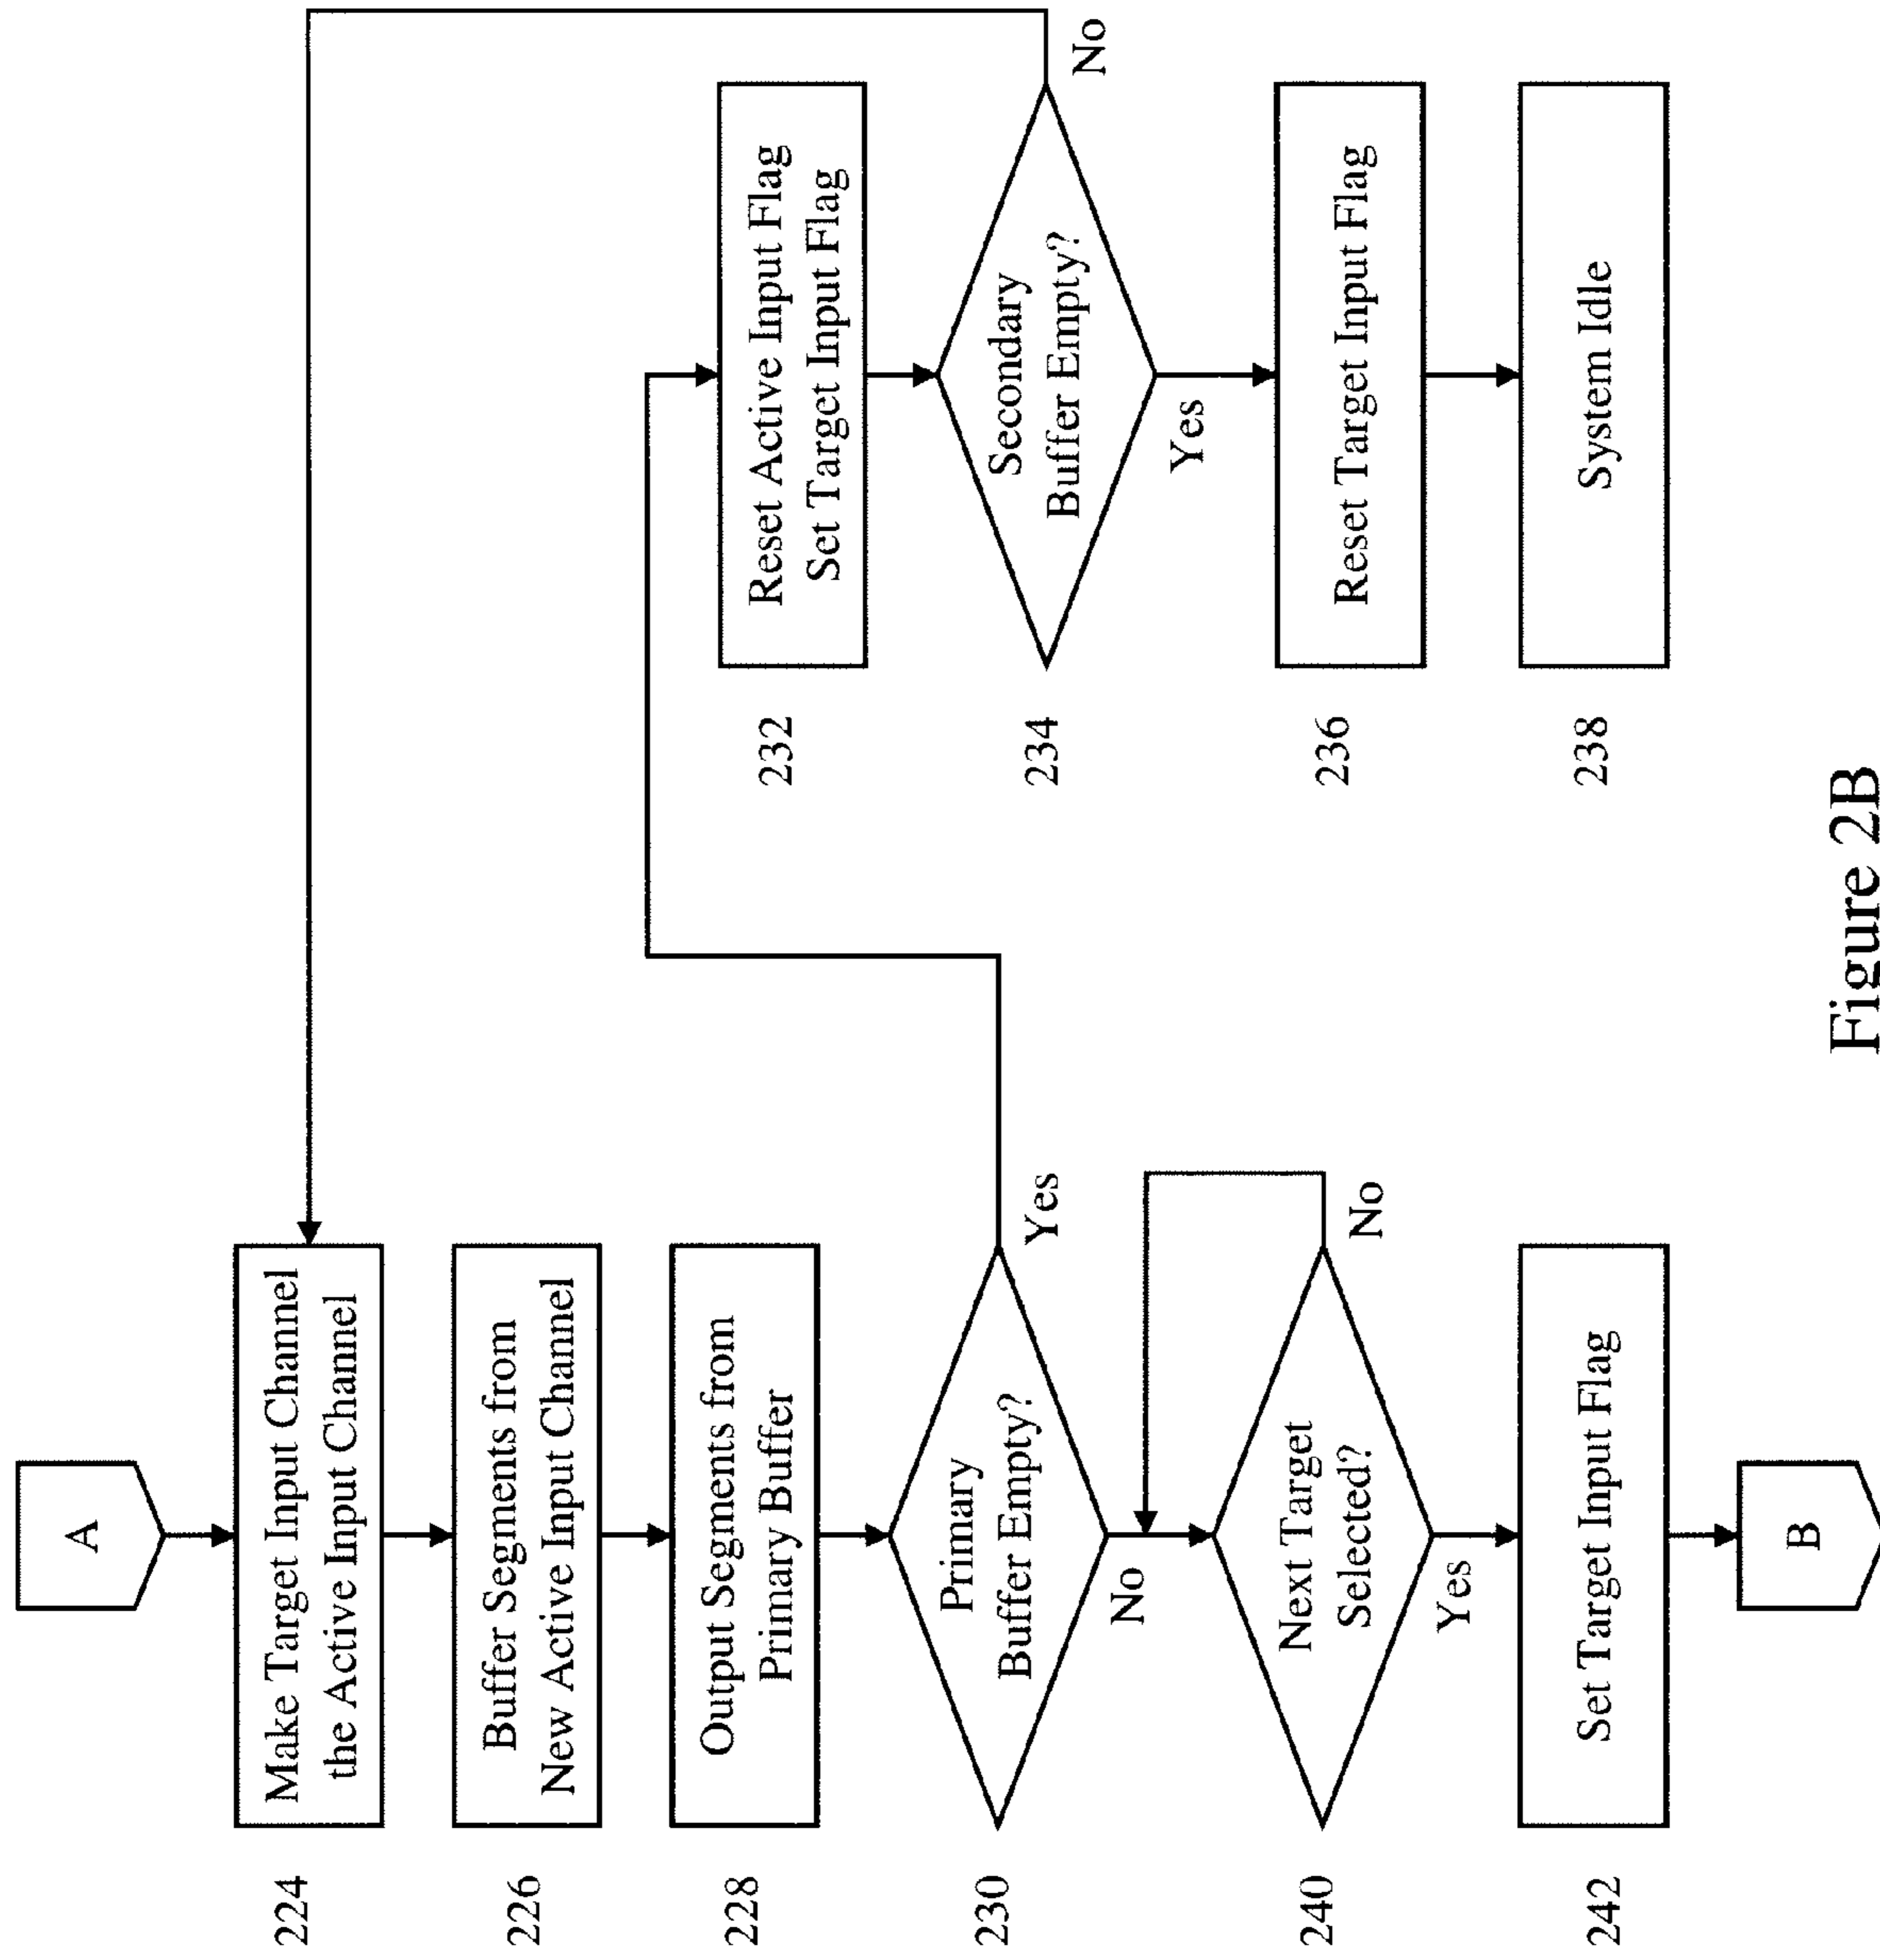 A
224
Make Target Input Channel
the Active Input Channel
226
Buffer Segments from
New Active Input Channel
228
Output Segments from
Primary Buffer
230
Primary
Buffer Empty?
Yes
No
240
Next Target
Selected?
No
Yes
242
Set Target Input Flag
B
232
Reset Active Input Flag
Set Target Input Flag
234
Secondary
Buffer Empty?
No
Yes
236
Reset Target Input Flag
238
System Idle
Figure 2B